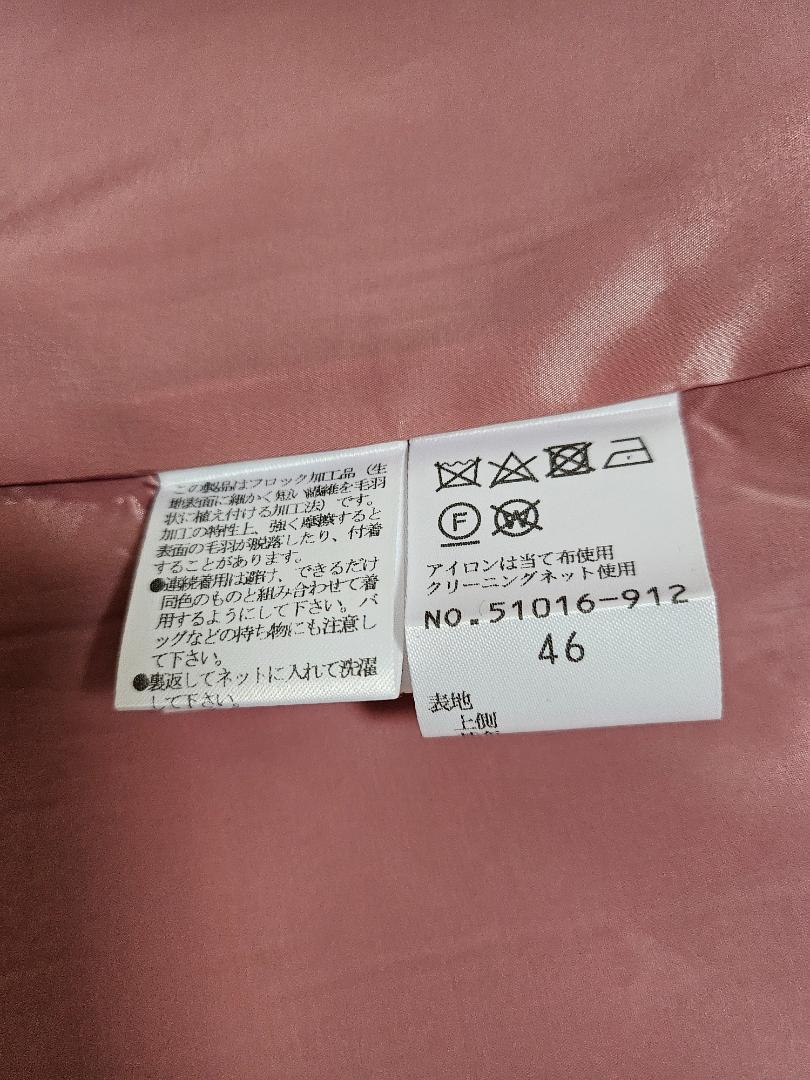 この製品はフロック加工品（生
地表面に細かく短い繊維を毛羽
状に植え付ける加工法）です。
加工の特性上、強く摩擦すると
表面の毛羽が脱落したり、付着
することがあります。
●連続着用は避け、できるだけ
同色のものと組み合わせて着
用するようにして下さい。バ
ッグなどの持ち物にも注意し
て下さい。
●裏返してネットに入れて洗濯
して下さい。
F
W
アイロンは当て布使用
クリーニングネット使用
NO.51016-912
46
表地
上側